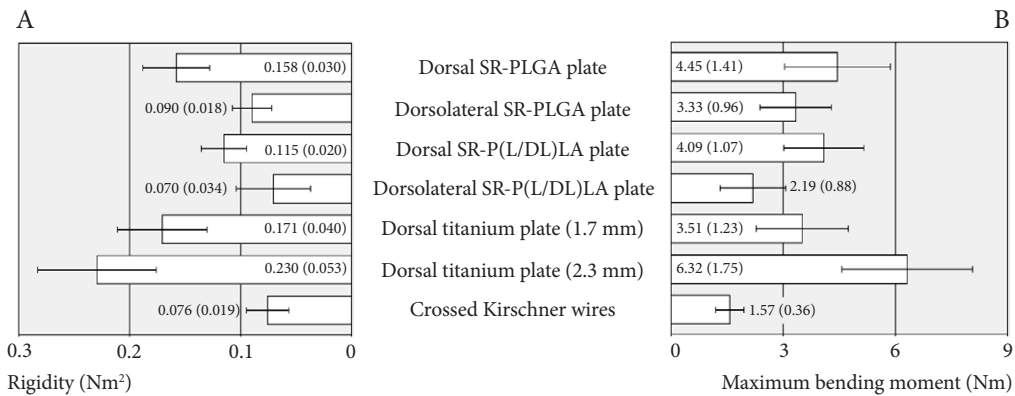 A B
0.158 (0.030) Dorsal SR-PLGA plate 4.45 (1.41)
0.090 (0.018) Dorsolateral SR-PLGA plate 3.33 (0.96)
0.115 (0.020) Dorsal SR-P(L/DL)LA plate 4.09 (1.07)
0.070 (0.034) Dorsolateral SR-P(L/DL)LA plate 2.19 (0.88)
0.171 (0.040) Dorsal titanium plate (1.7 mm) 3.51 (1.23)
0.230 (0.053) Dorsal titanium plate (2.3 mm) 6.32 (1.75)
0.076 (0.019) Crossed Kirschner wires 1.57 (0.36)
0.3 0.2 0.1 0 0 3 6 9
Rigidity (Nm²) Maximum bending moment (Nm)